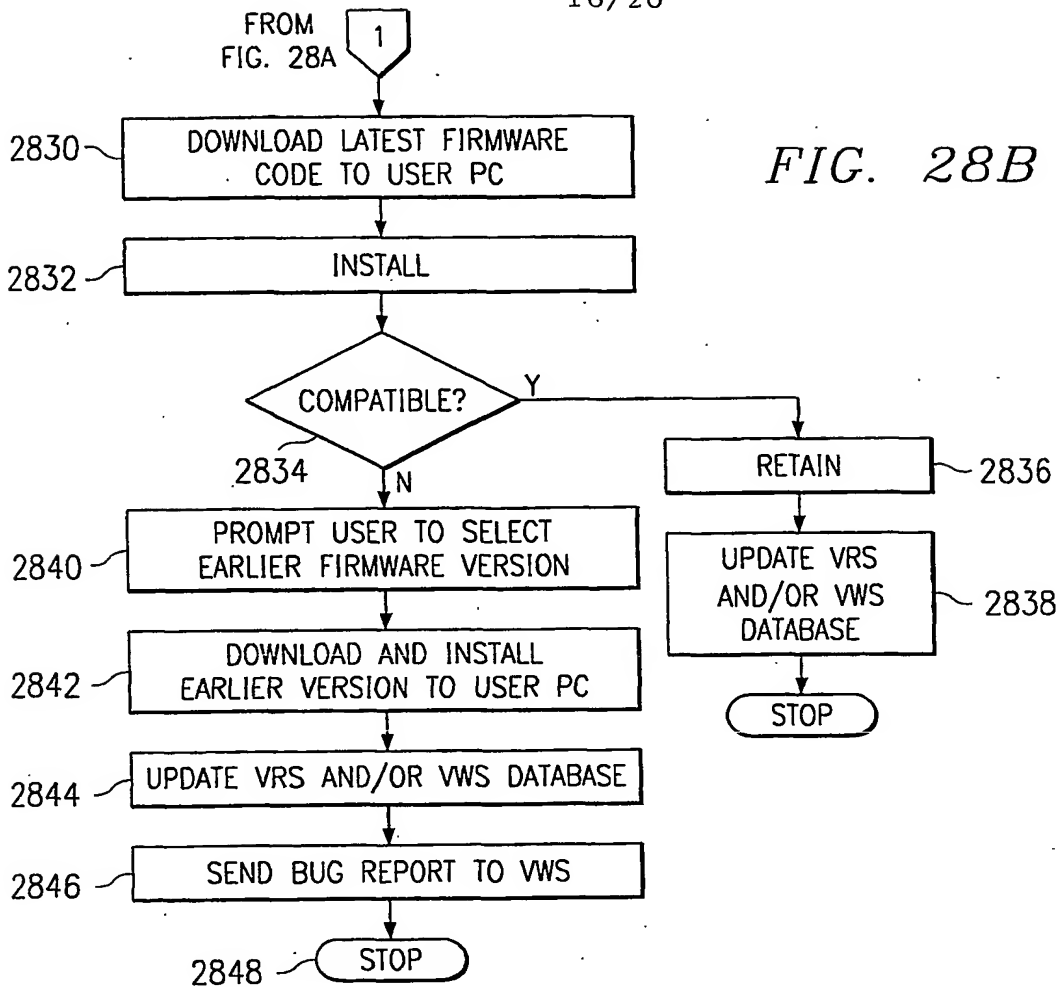 FROM
FIG. 28A
1
2830
DOWNLOAD LATEST FIRMWARE
CODE TO USER PC
FIG. 28B
2832
INSTALL
COMPATIBLE?
Y
2834
N
RETAIN
2836
2840
PROMPT USER TO SELECT
EARLIER FIRMWARE VERSION
UPDATE VRS
AND/OR VWS
DATABASE
2838
2842
DOWNLOAD AND INSTALL
EARLIER VERSION TO USER PC
STOP
2844
UPDATE VRS AND/OR VWS DATABASE
2846
SEND BUG REPORT TO VWS
2848
STOP